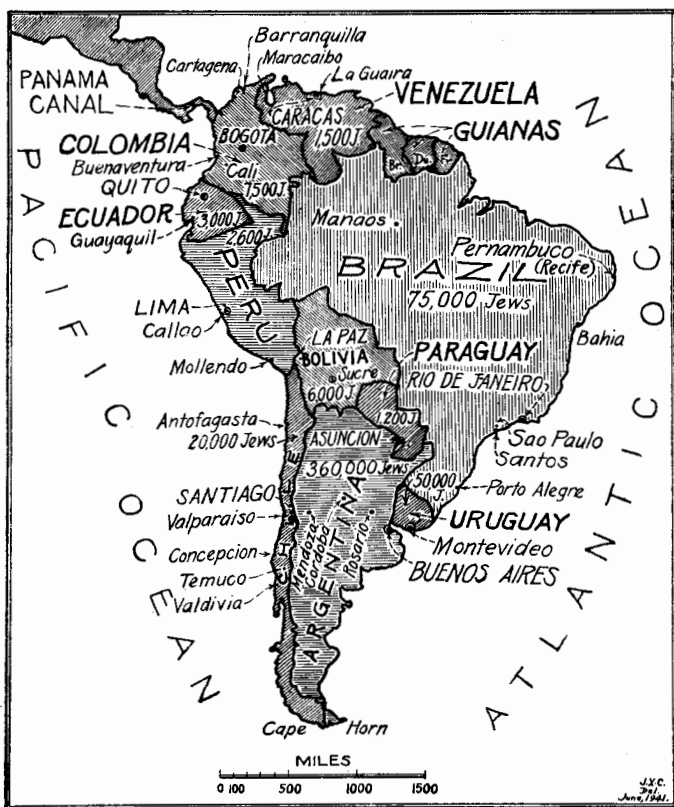 Barranquilla
Maracaibo
Cartagena
La Guaira
PANAMA
CANAL
VENEZUELA
CARACAS
1,500 J.
GUIANAS
Br.
Du.
Fr.
BOGOTA
COLOMBIA
Buenaventura
Cali
7,500 J.
QUITO
ECUADOR
3,000 J.
Guayaquil
2,600 J.
Manaos
Pernambuco
(Recife)
BRAZIL
75,000 Jews
PERU
LIMA
Callao
Bahia
Mollendo
LA PAZ
BOLIVIA
Sucre
6,000 J.
PARAGUAY
RIO DE JANEIRO
1,200 J.
Antofagasta
20,000 Jews
ASUNCION
Sao Paulo
Santos
360,000 Jews
CHILE
50,000
J.
Porto Alegre
SANTIAGO
Valparaiso
URUGUAY
Montevideo
BUENOS AIRES
ARGENTINA
Mendoza
Cordoba
Rosario
Concepcion
Temuco
Valdivia
PACIFIC OCEAN
ATLANTIC OCEAN
Cape Horn
MILES
0 100 500 1000 1500
J.X.C.
Del.
June, 1941.